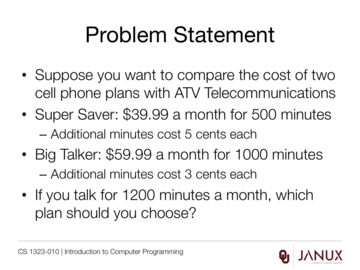 Problem Statement
• Suppose you want to compare the cost of two
cell phone plans with ATV Telecommunications
• Super Saver: $39.99 a month for 500 minutes
– Additional minutes cost 5 cents each
• Big Talker: $59.99 a month for 1000 minutes
– Additional minutes cost 3 cents each
• If you talk for 1200 minutes a month, which
plan should you choose?
CS 1323-010 | Introduction to Computer Programming
JANUX